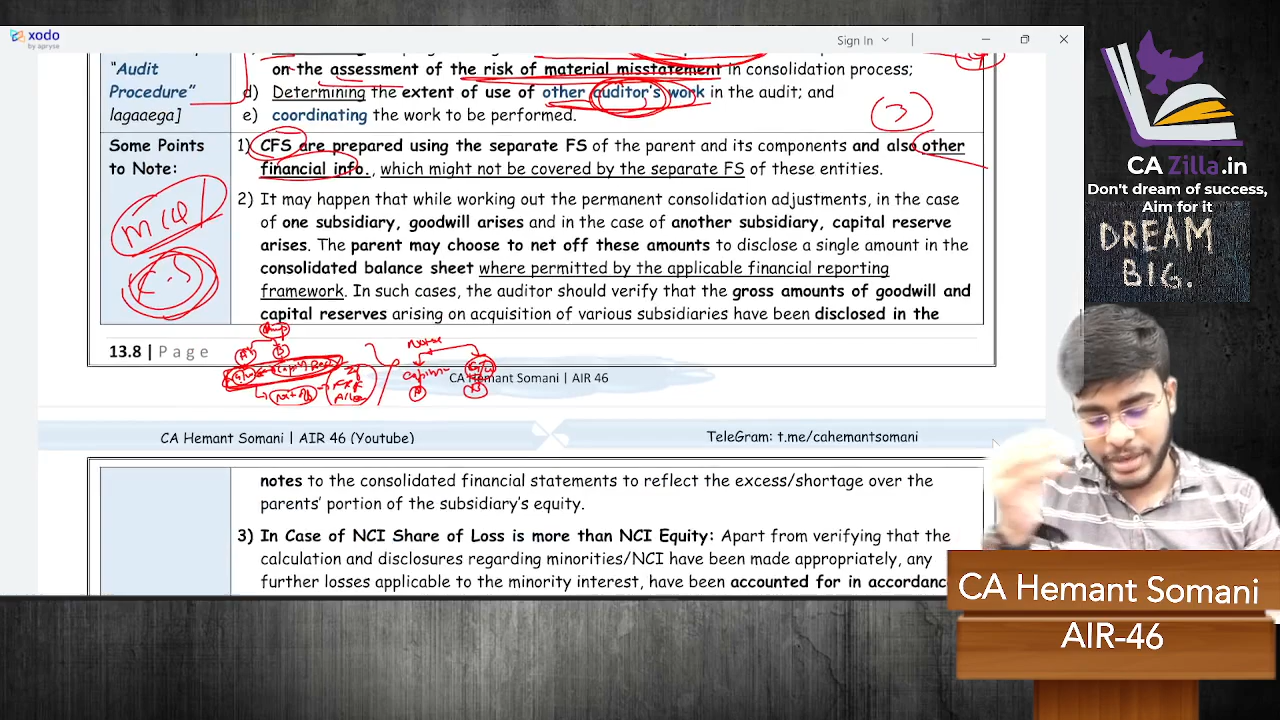 xodo
by apryse
Sign In
on the assessment of the risk of material misstatement in consolidation process;
"Audit
Procedure"
lagaaega]
d) Determining the extent of use of other auditor's work in the audit; and
e) coordinating the work to be performed.
Some Points
to Note:
1) CFS are prepared using the separate FS of the parent and its components and also other
financial info., which might not be covered by the separate FS of these entities.
2) It may happen that while working out the permanent consolidation adjustments, in the case
of one subsidiary, goodwill arises and in the case of another subsidiary, capital reserve
arises. The parent may choose to net off these amounts to disclose a single amount in the
consolidated balance sheet where permitted by the applicable financial reporting
framework. In such cases, the auditor should verify that the gross amounts of goodwill and
capital reserves arising on acquisition of various subsidiaries have been disclosed in the
MCQ
3
13.8 | Page
CA Hemant Somani | AIR 46
CA Hemant Somani | AIR 46 (Youtube)
TeleGram: t.me/cahemantsomani
notes to the consolidated financial statements to reflect the excess/shortage over the
parents' portion of the subsidiary's equity.
3) In Case of NCI Share of Loss is more than NCI Equity: Apart from verifying that the
calculation and disclosures regarding minorities/NCI have been made appropriately, any
further losses applicable to the minority interest, have been accounted for in accordance
CA Zilla.in
Don't dream of success,
Aim for it
DREAM
BIG.
CA Hemant Somani
AIR-46